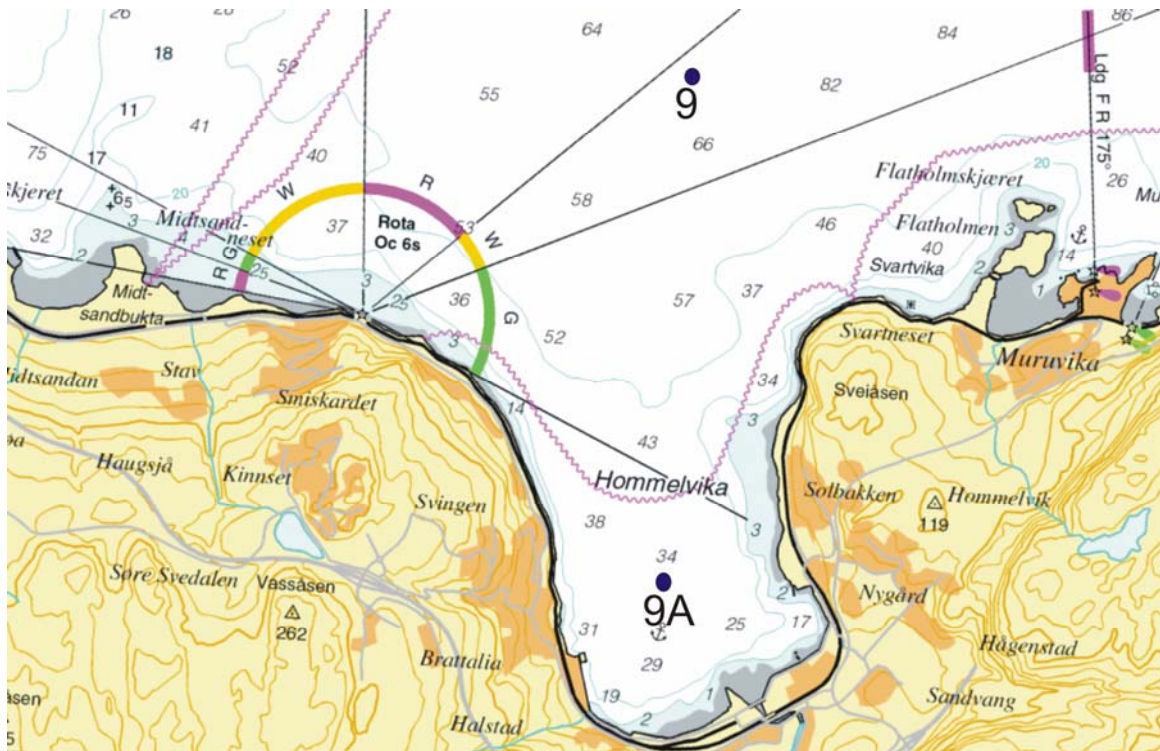 26
28
64
84
86
18
52
82
55
9
11
41
66
Ldg F R 175°
75
17
40
20
Flatholmskjæret
20
26
skjeret
6₅
W
R
58
Mu
3
Midtsand-
neset
37
Rota
Oc 6s
53
46
Flatholmen
3
32
2
4
W
40
14
R
G
25
3
Svartvika
2
Midt-
sandbukta
25
36
57
37
1
G
52
3
Svartneset
Muruvika
Midtsandan
Stav
Smiskardet
34
Sveiåsen
14
3
43
Haugsjå
Kinnset
Hommelvika
Svingen
Solbakken
Hommelvik
38
3
119
Søre Svedalen
Vassåsen
34
262
9A
2
Nygård
31
25
17
Hågenstad
Brattalia
29
åsen
19
1
Sandvang
Halstad
2
5